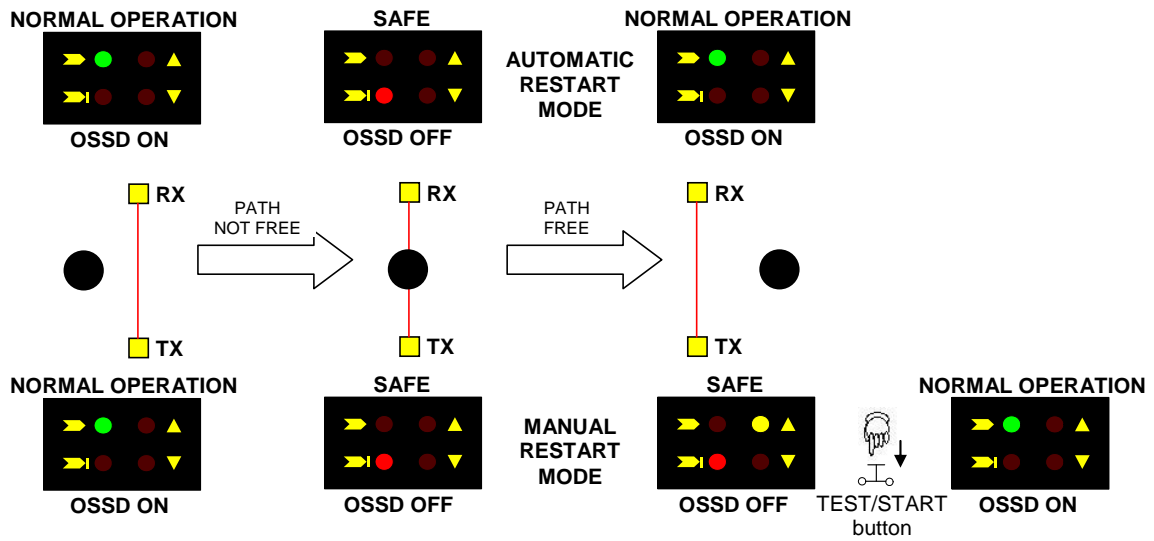 NORMAL OPERATION
SAFE
NORMAL OPERATION
AUTOMATIC
RESTART
MODE
OSSD ON
OSSD OFF
OSSD ON
RX
PATH
NOT FREE
RX
PATH
FREE
RX
TX
TX
TX
NORMAL OPERATION
SAFE
SAFE
NORMAL OPERATION
MANUAL
RESTART
MODE
OSSD ON
OSSD OFF
OSSD OFF
TEST/START
button
OSSD ON